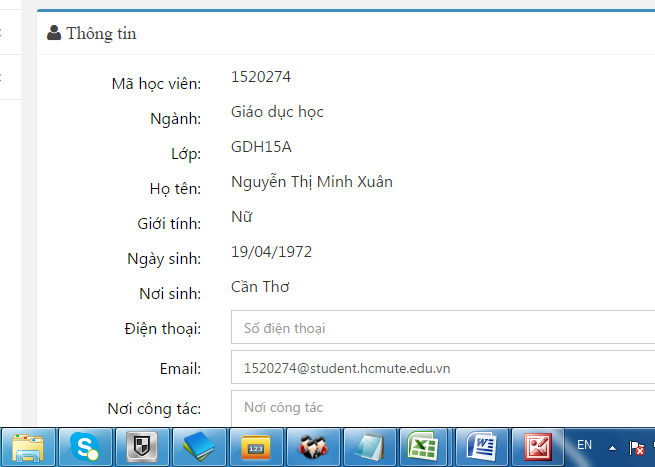 Thông tin
Mã học viên: 1520274
Ngành: Giáo dục học
Lớp: GDH15A
Họ tên: Nguyễn Thị Minh Xuân
Giới tính: Nữ
Ngày sinh: 19/04/1972
Nơi sinh: Cần Thơ
Điện thoại: Số điện thoại
Email: 1520274@student.hcmute.edu.vn
Nơi công tác: Nơi công tác
123
EN